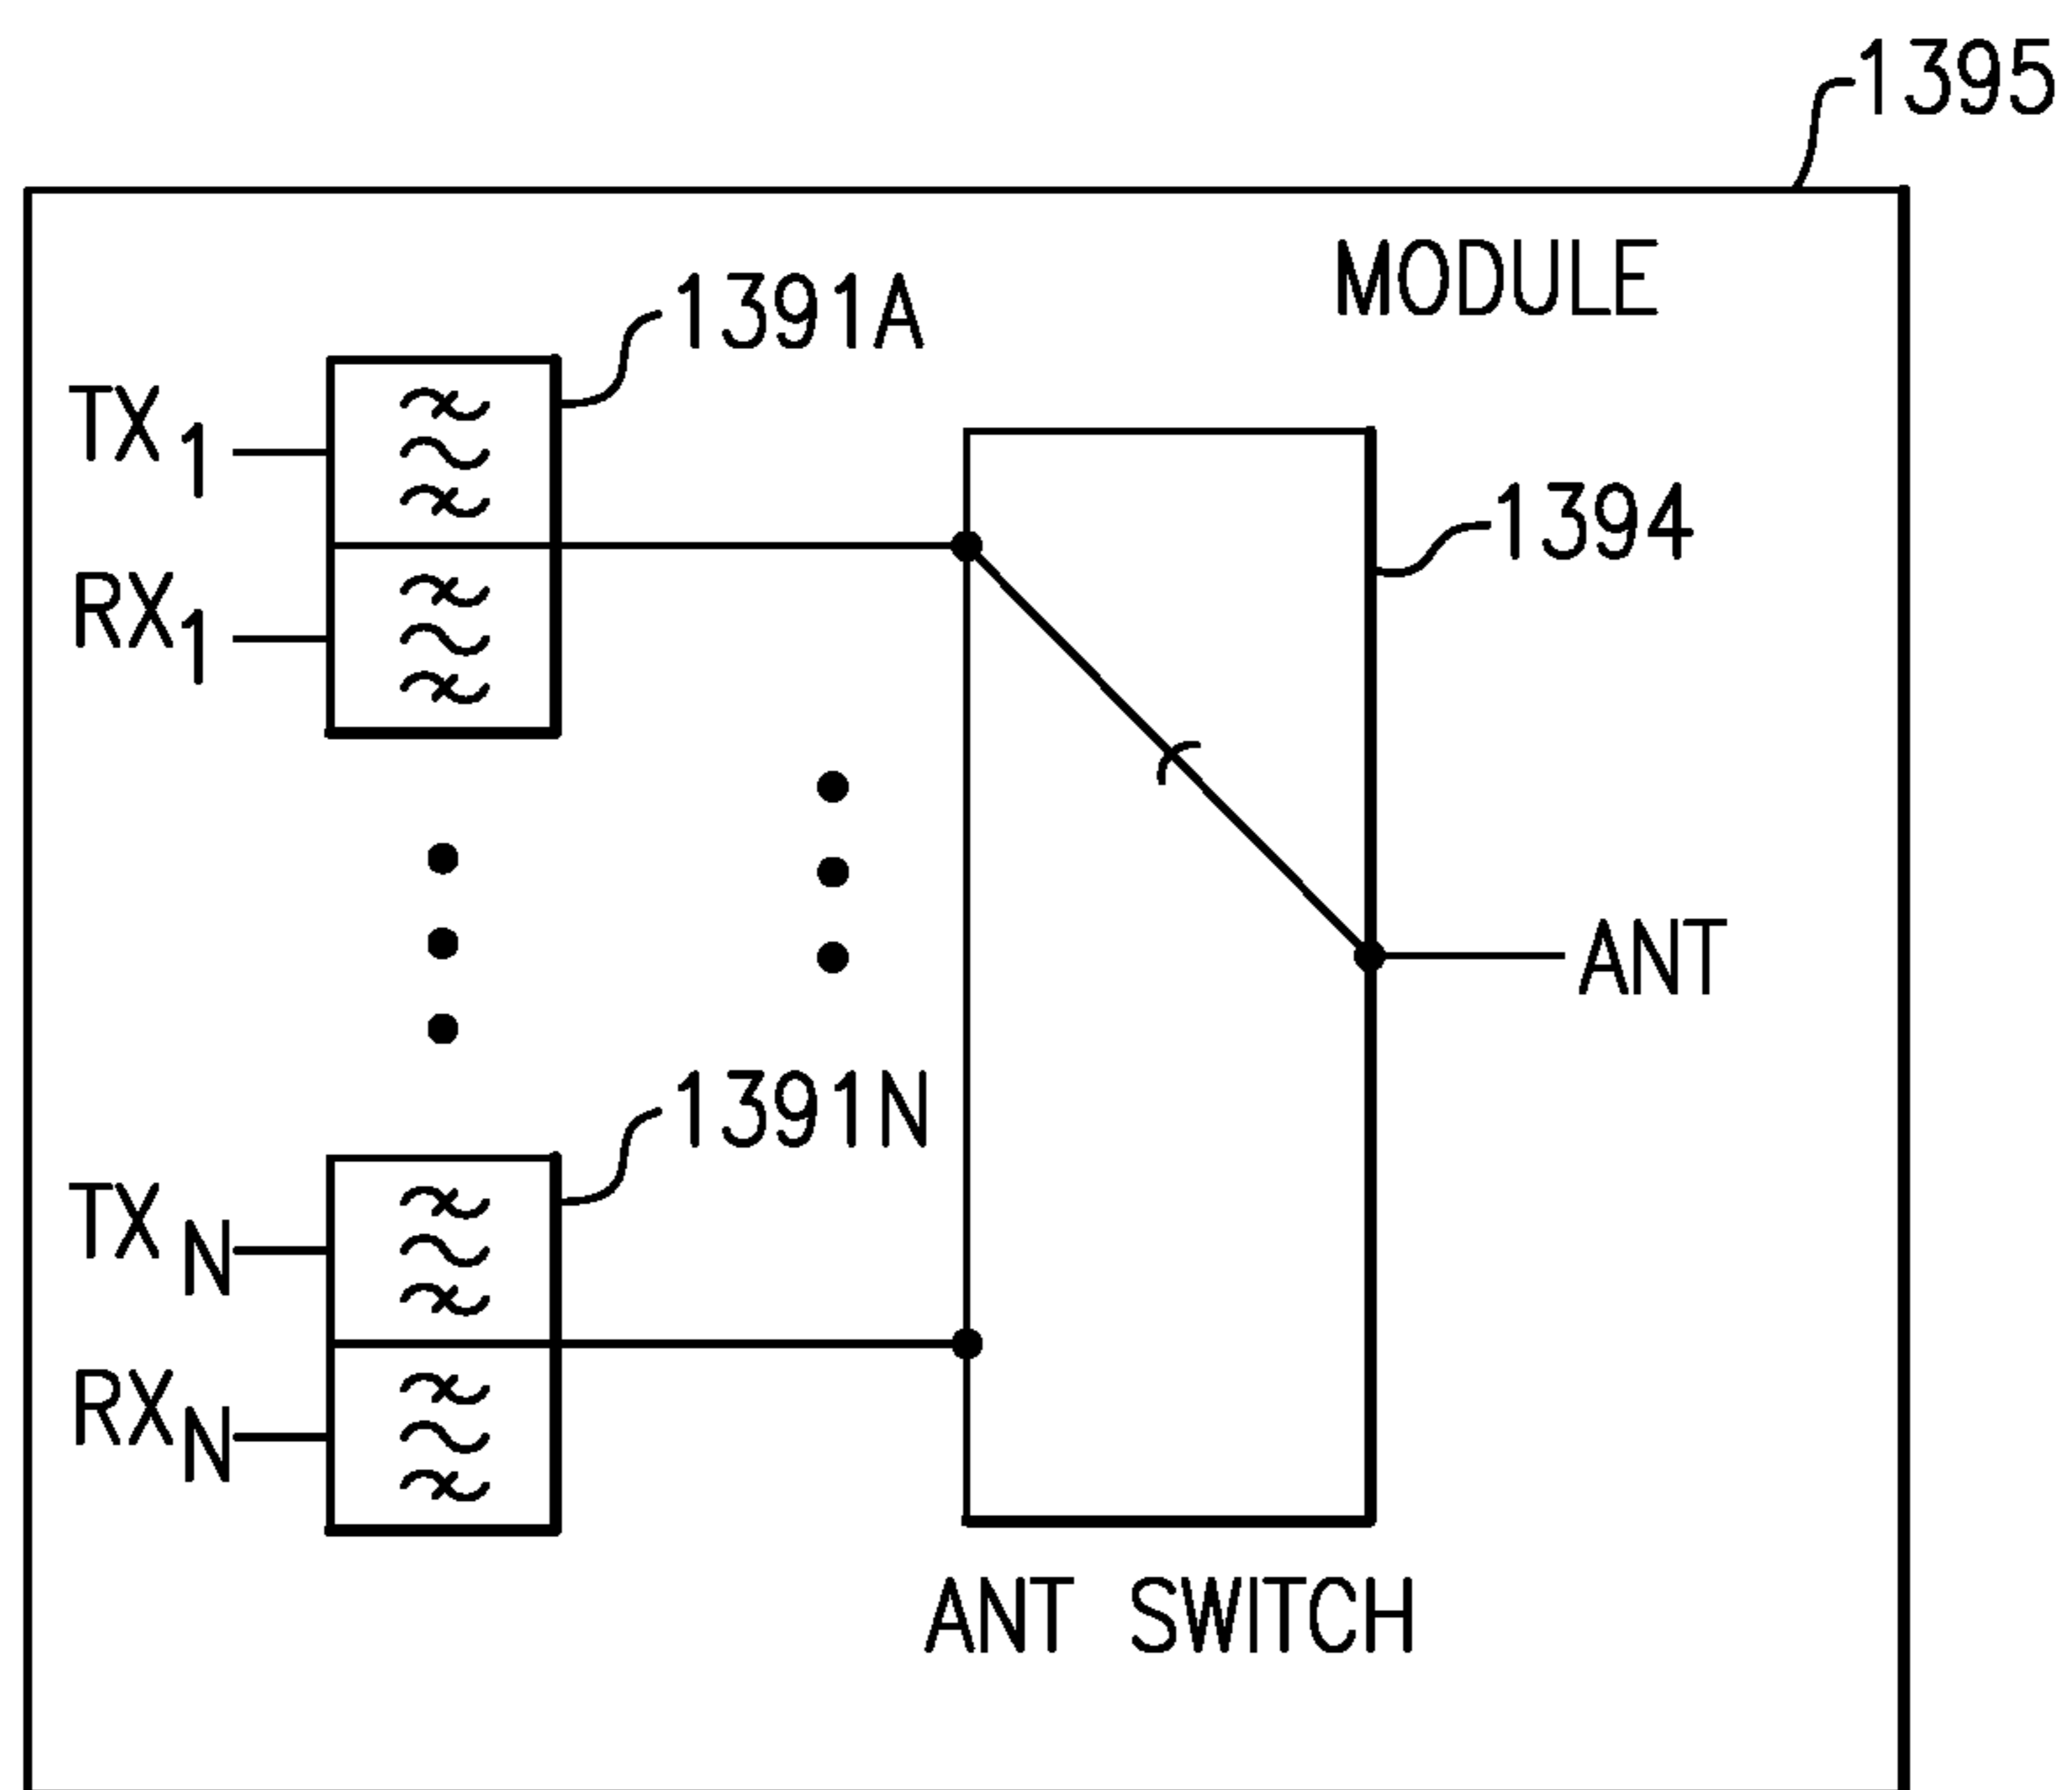 1395
MODULE
1391A
TX1
RX1
1394
ANT
1391N
TXN
RXN
ANT SWITCH